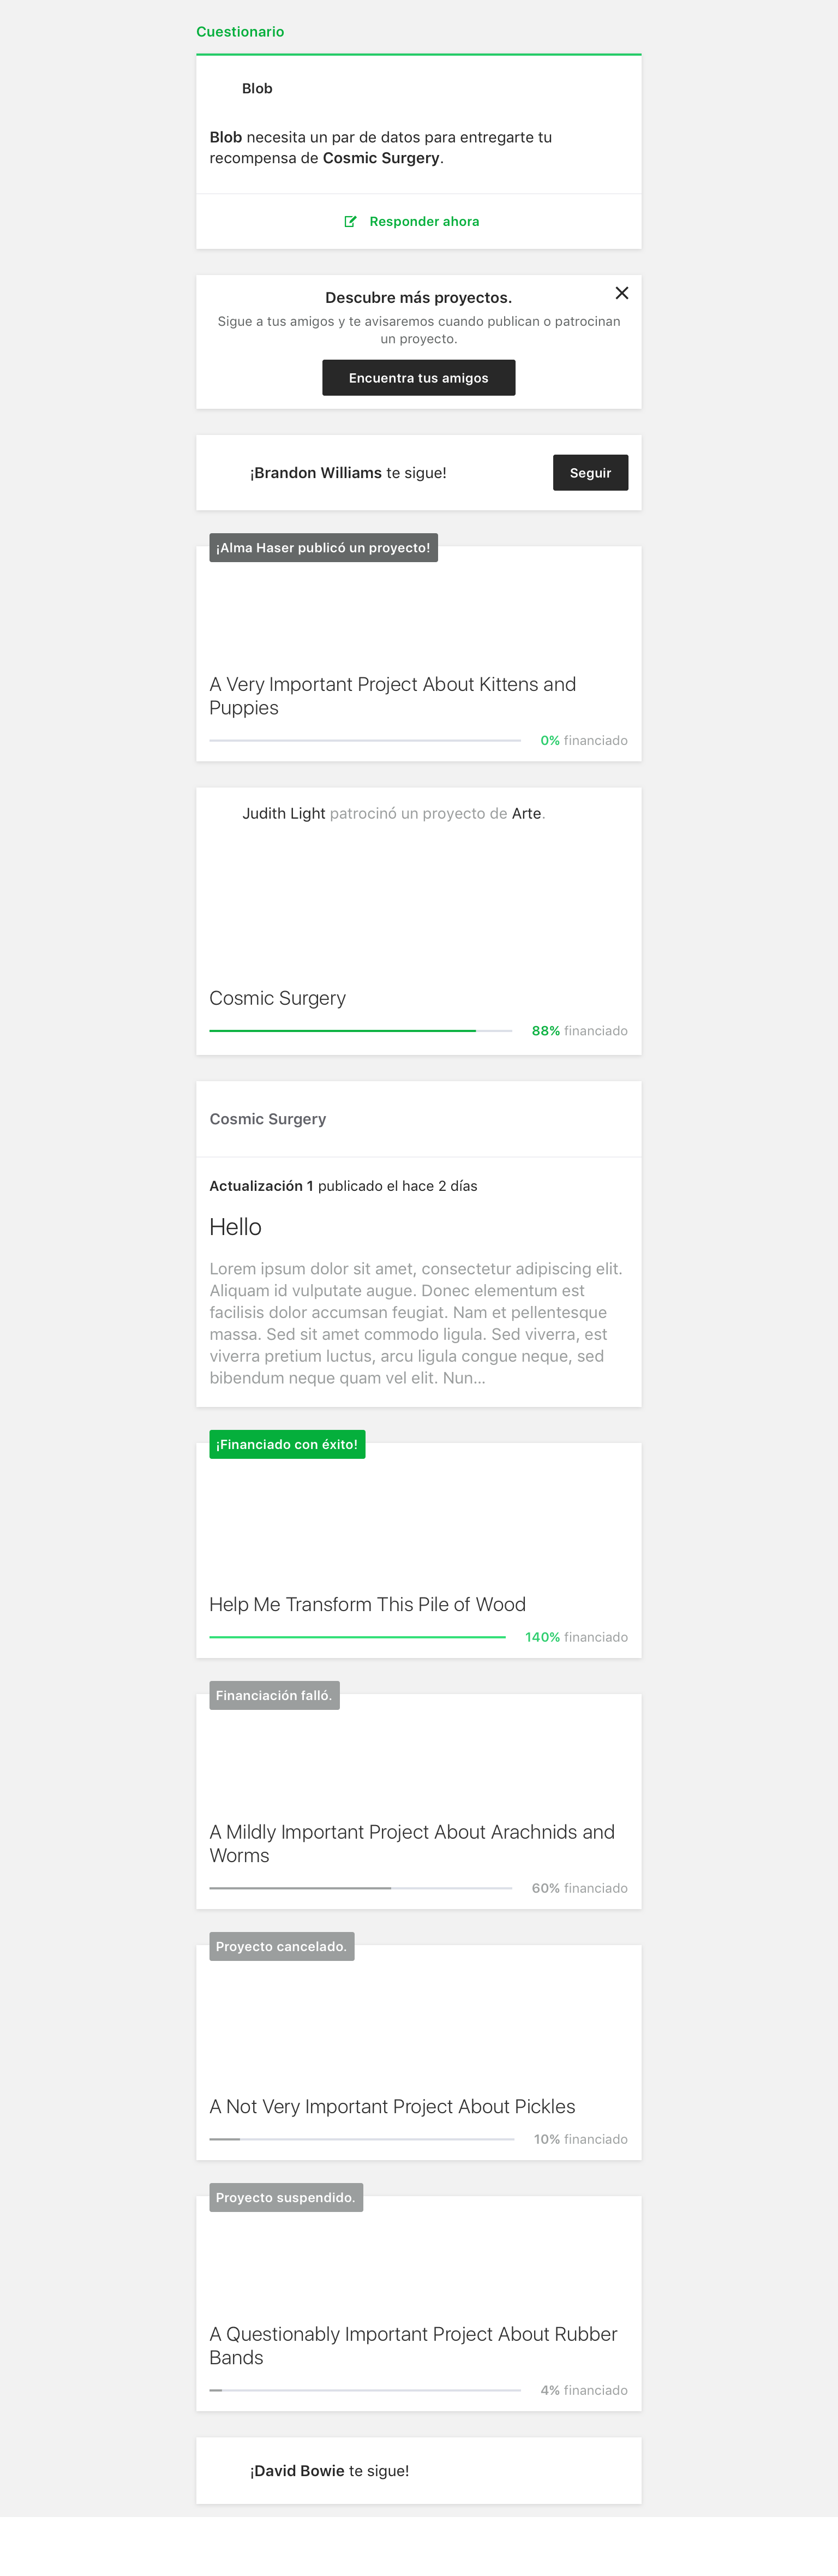 Cuestionario
Blob
Blob necesita un par de datos para entregarte tu
recompensa de Cosmic Surgery.
Responder ahora
Descubre más proyectos.
Sigue a tus amigos y te avisaremos cuando publican o patrocinan
un proyecto.
Encuentra tus amigos
¡Brandon Williams te sigue!
Seguir
¡Alma Haser publicó un proyecto!
A Very Important Project About Kittens and
Puppies
0% financiado
Judith Light patrocinó un proyecto de Arte.
Cosmic Surgery
88% financiado
Cosmic Surgery
Actualización 1 publicado el hace 2 días
Hello
Lorem ipsum dolor sit amet, consectetur adipiscing elit.
Aliquam id vulputate augue. Donec elementum est
facilisis dolor accumsan feugiat. Nam et pellentesque
massa. Sed sit amet commodo ligula. Sed viverra, est
viverra pretium luctus, arcu ligula congue neque, sed
bibendum neque quam vel elit. Nun...
¡Financiado con éxito!
Help Me Transform This Pile of Wood
140% financiado
Financiación falló.
A Mildly Important Project About Arachnids and
Worms
60% financiado
Proyecto cancelado.
A Not Very Important Project About Pickles
10% financiado
Proyecto suspendido.
A Questionably Important Project About Rubber
Bands
4% financiado
¡David Bowie te sigue!